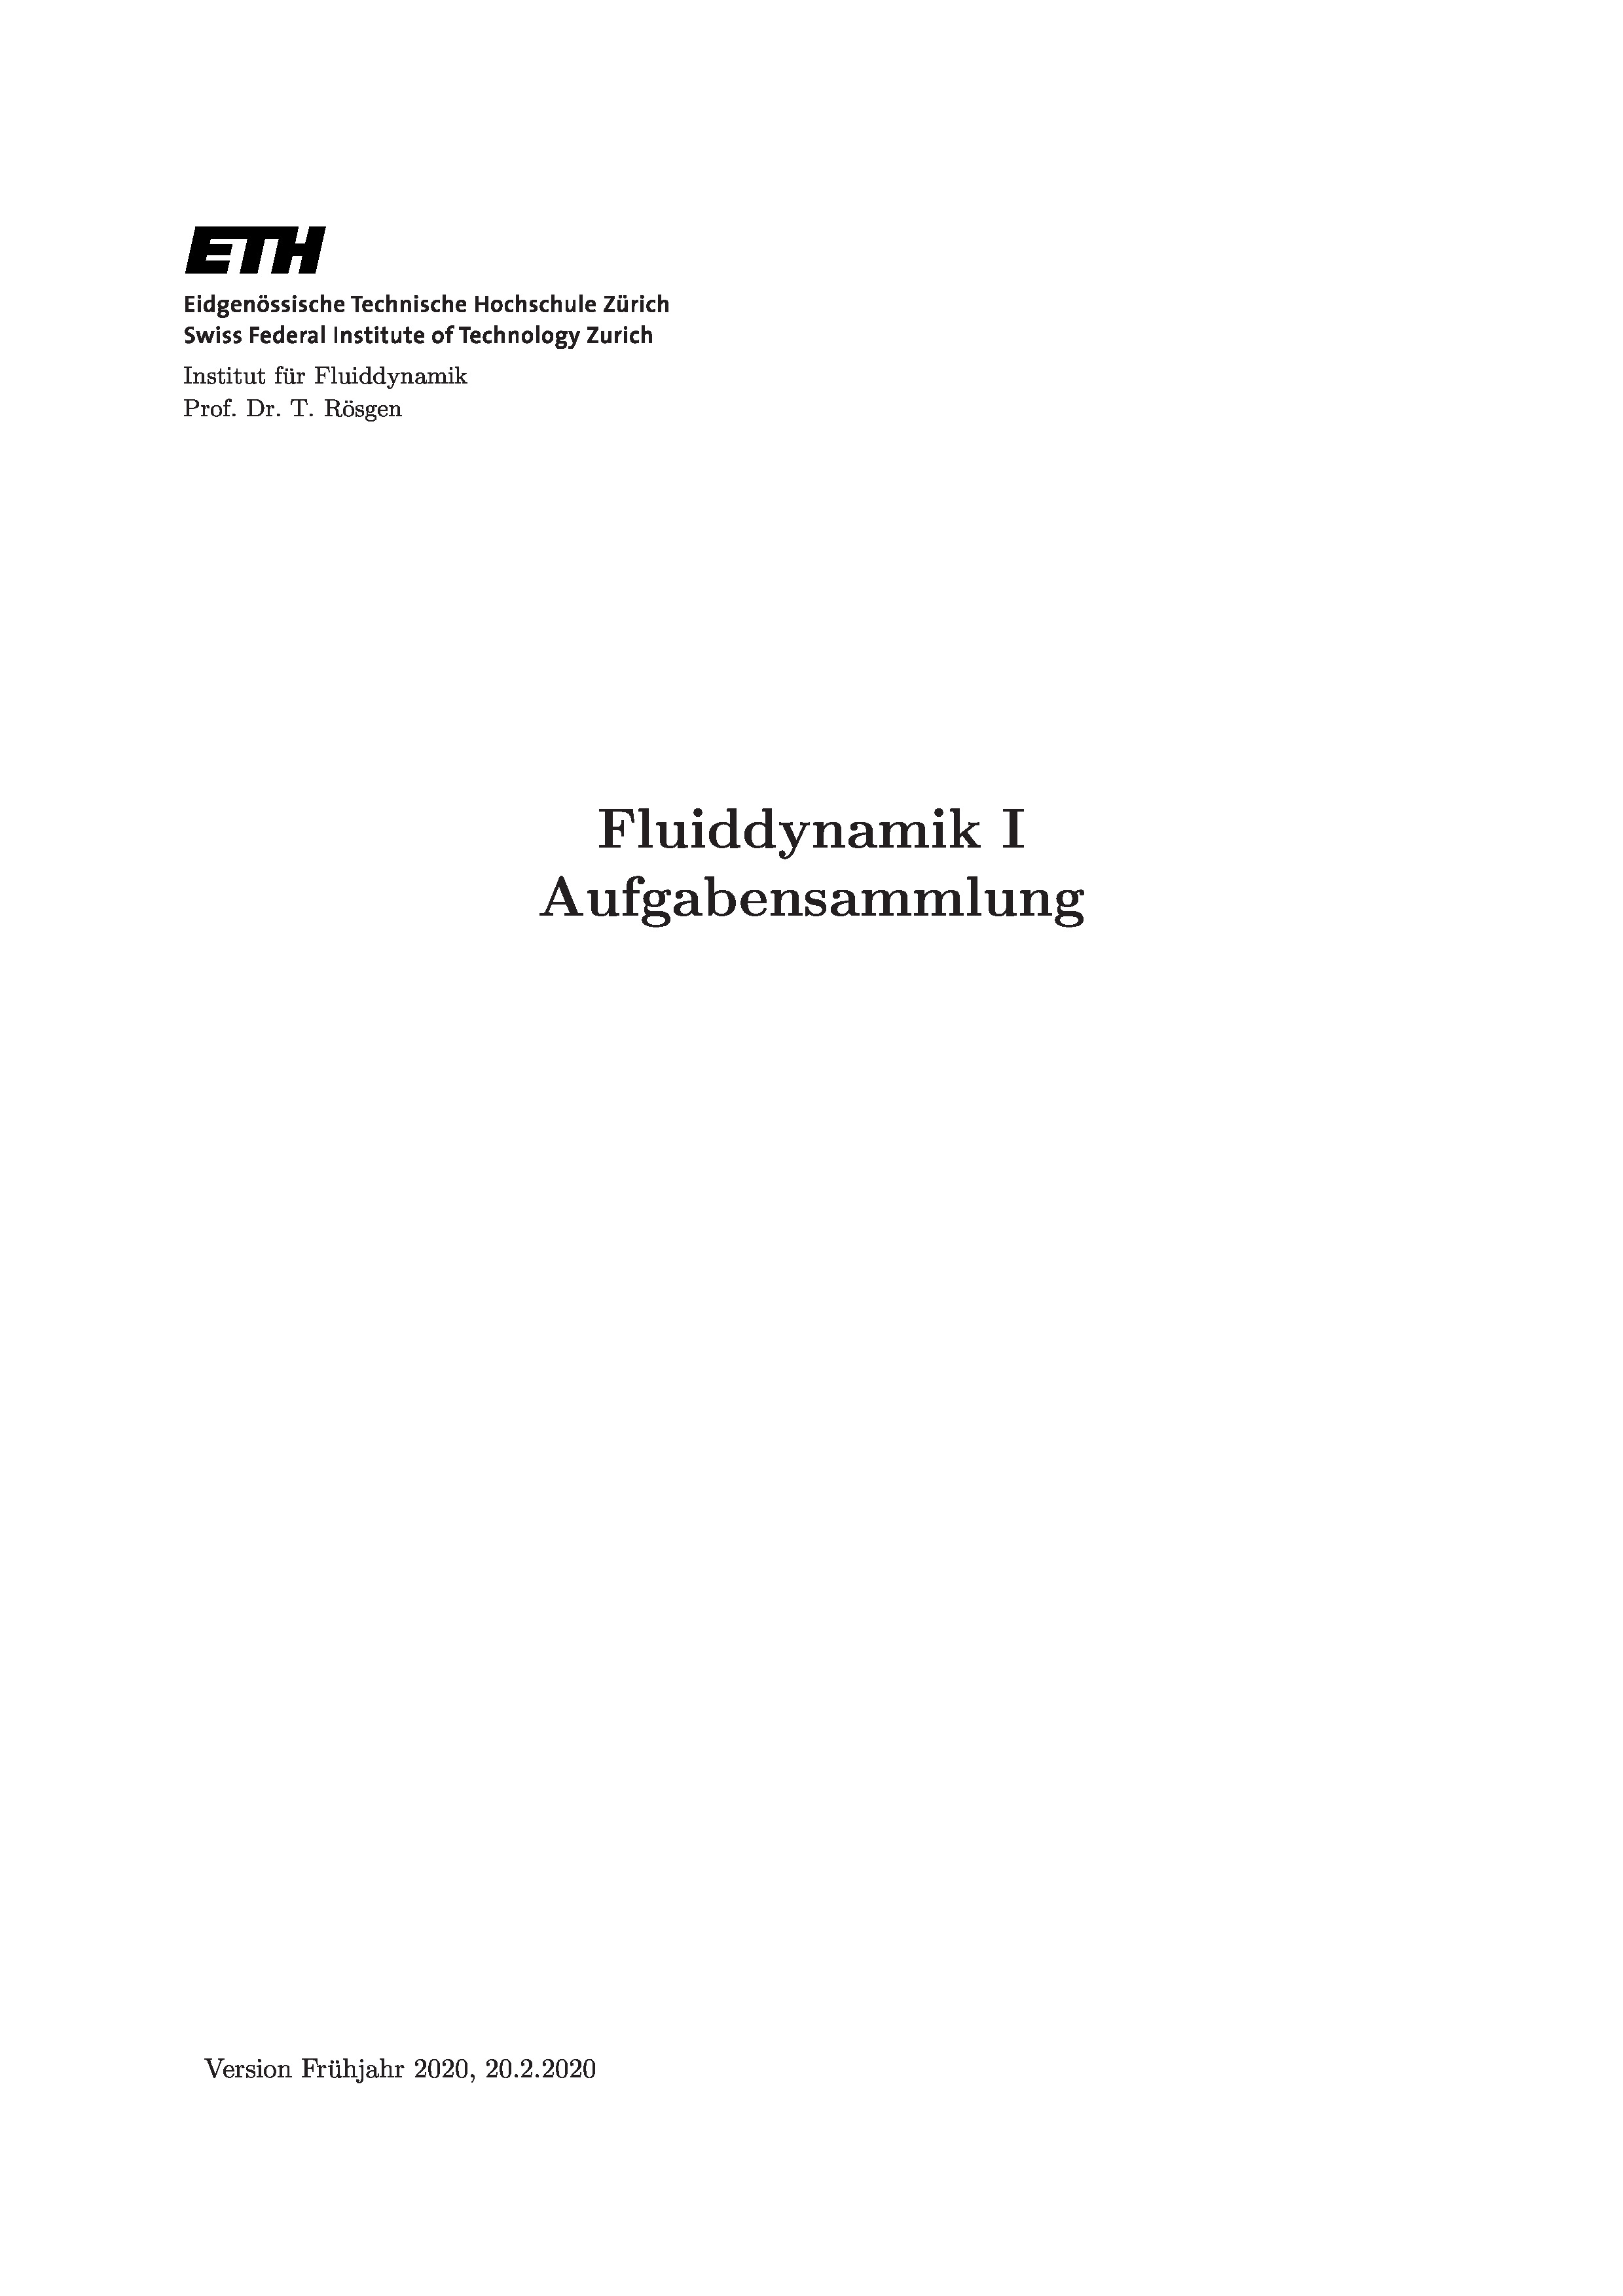 ETH
Eidgenössische Technische Hochschule Zürich
Swiss Federal Institute of Technology Zurich
Institut für Fluiddynamik
Prof. Dr. T. Rösgen
Fluiddynamik I
Aufgabensammlung
Version Frühjahr 2020, 20.2.2020